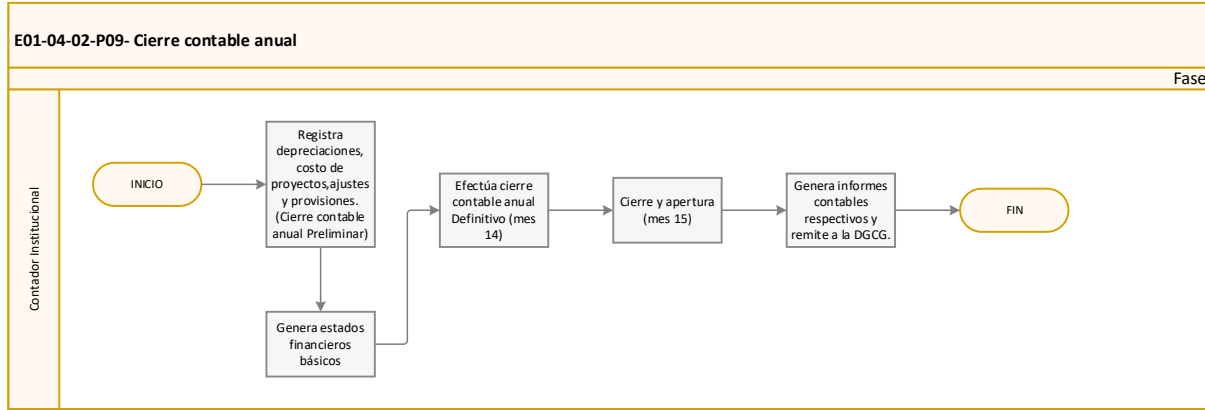 E01-04-02-P09- Cierre contable anual
Fase
Contador Institucional
INICIO
Registra
depreciaciones,
costo de
proyectos,ajustes
y provisiones.
(Cierre contable
anual Preliminar)
Genera estados
financieros
básicos
Efectúa cierre
contable anual
Definitivo (mes
14)
Cierre y apertura
(mes 15)
Genera informes
contables
respectivos y
remite a la DGCG.
FIN